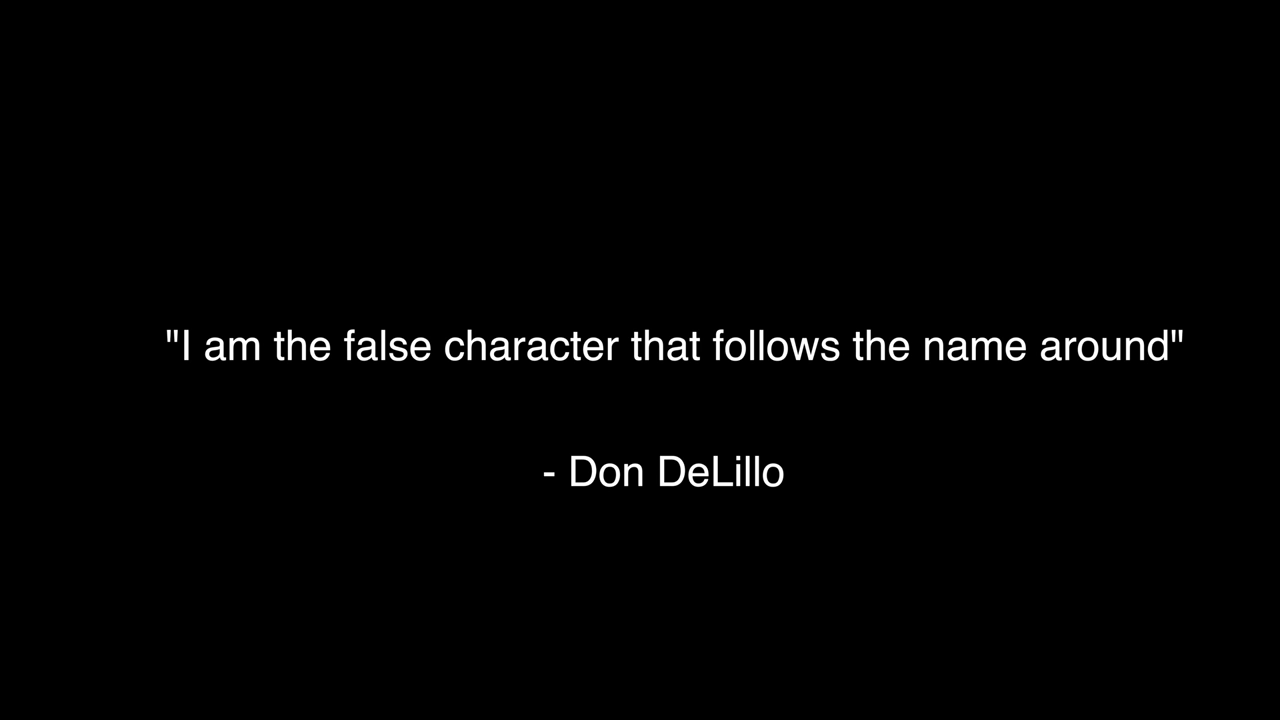 "I am the false character that follows the name around"
- Don DeLillo